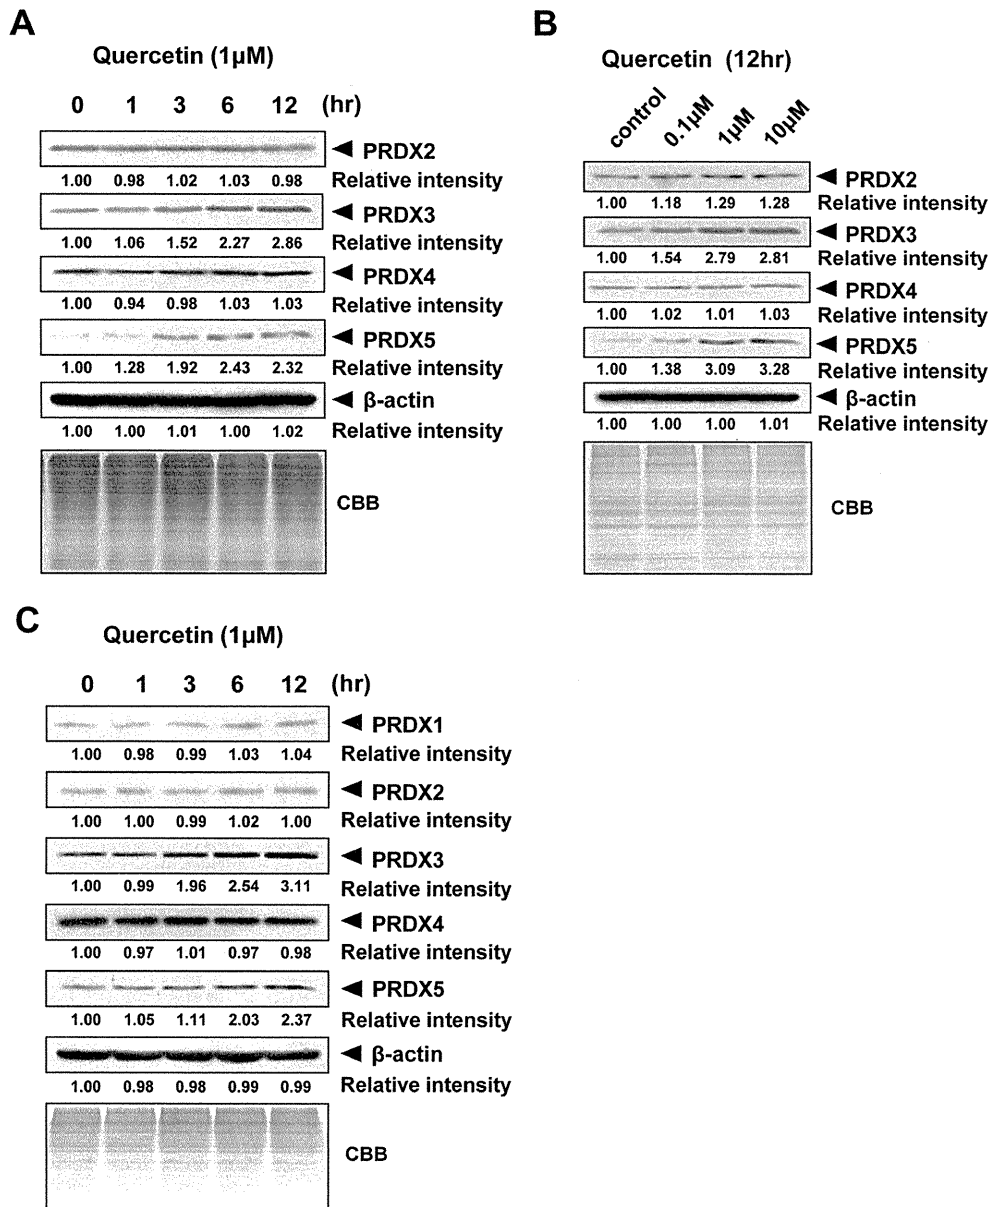 A
Quercetin (1µM)
0 1 3 6 12 (hr)
PRDX2
1.00 0.98 1.02 1.03 0.98 Relative intensity
PRDX3
1.00 1.06 1.52 2.27 2.86 Relative intensity
PRDX4
1.00 0.94 0.98 1.03 1.03 Relative intensity
PRDX5
1.00 1.28 1.92 2.43 2.32 Relative intensity
β-actin
1.00 1.00 1.01 1.00 1.02 Relative intensity
CBB
B
Quercetin (12hr)
control 0.1µM 1µM 10µM
PRDX2
1.00 1.18 1.29 1.28 Relative intensity
PRDX3
1.00 1.54 2.79 2.81 Relative intensity
PRDX4
1.00 1.02 1.01 1.03 Relative intensity
PRDX5
1.00 1.38 3.09 3.28 Relative intensity
β-actin
1.00 1.00 1.00 1.01 Relative intensity
CBB
C
Quercetin (1µM)
0 1 3 6 12 (hr)
PRDX1
1.00 0.98 0.99 1.03 1.04 Relative intensity
PRDX2
1.00 1.00 0.99 1.02 1.00 Relative intensity
PRDX3
1.00 0.99 1.96 2.54 3.11 Relative intensity
PRDX4
1.00 0.97 1.01 0.97 0.98 Relative intensity
PRDX5
1.00 1.05 1.11 2.03 2.37 Relative intensity
β-actin
1.00 0.98 0.98 0.99 0.99 Relative intensity
CBB